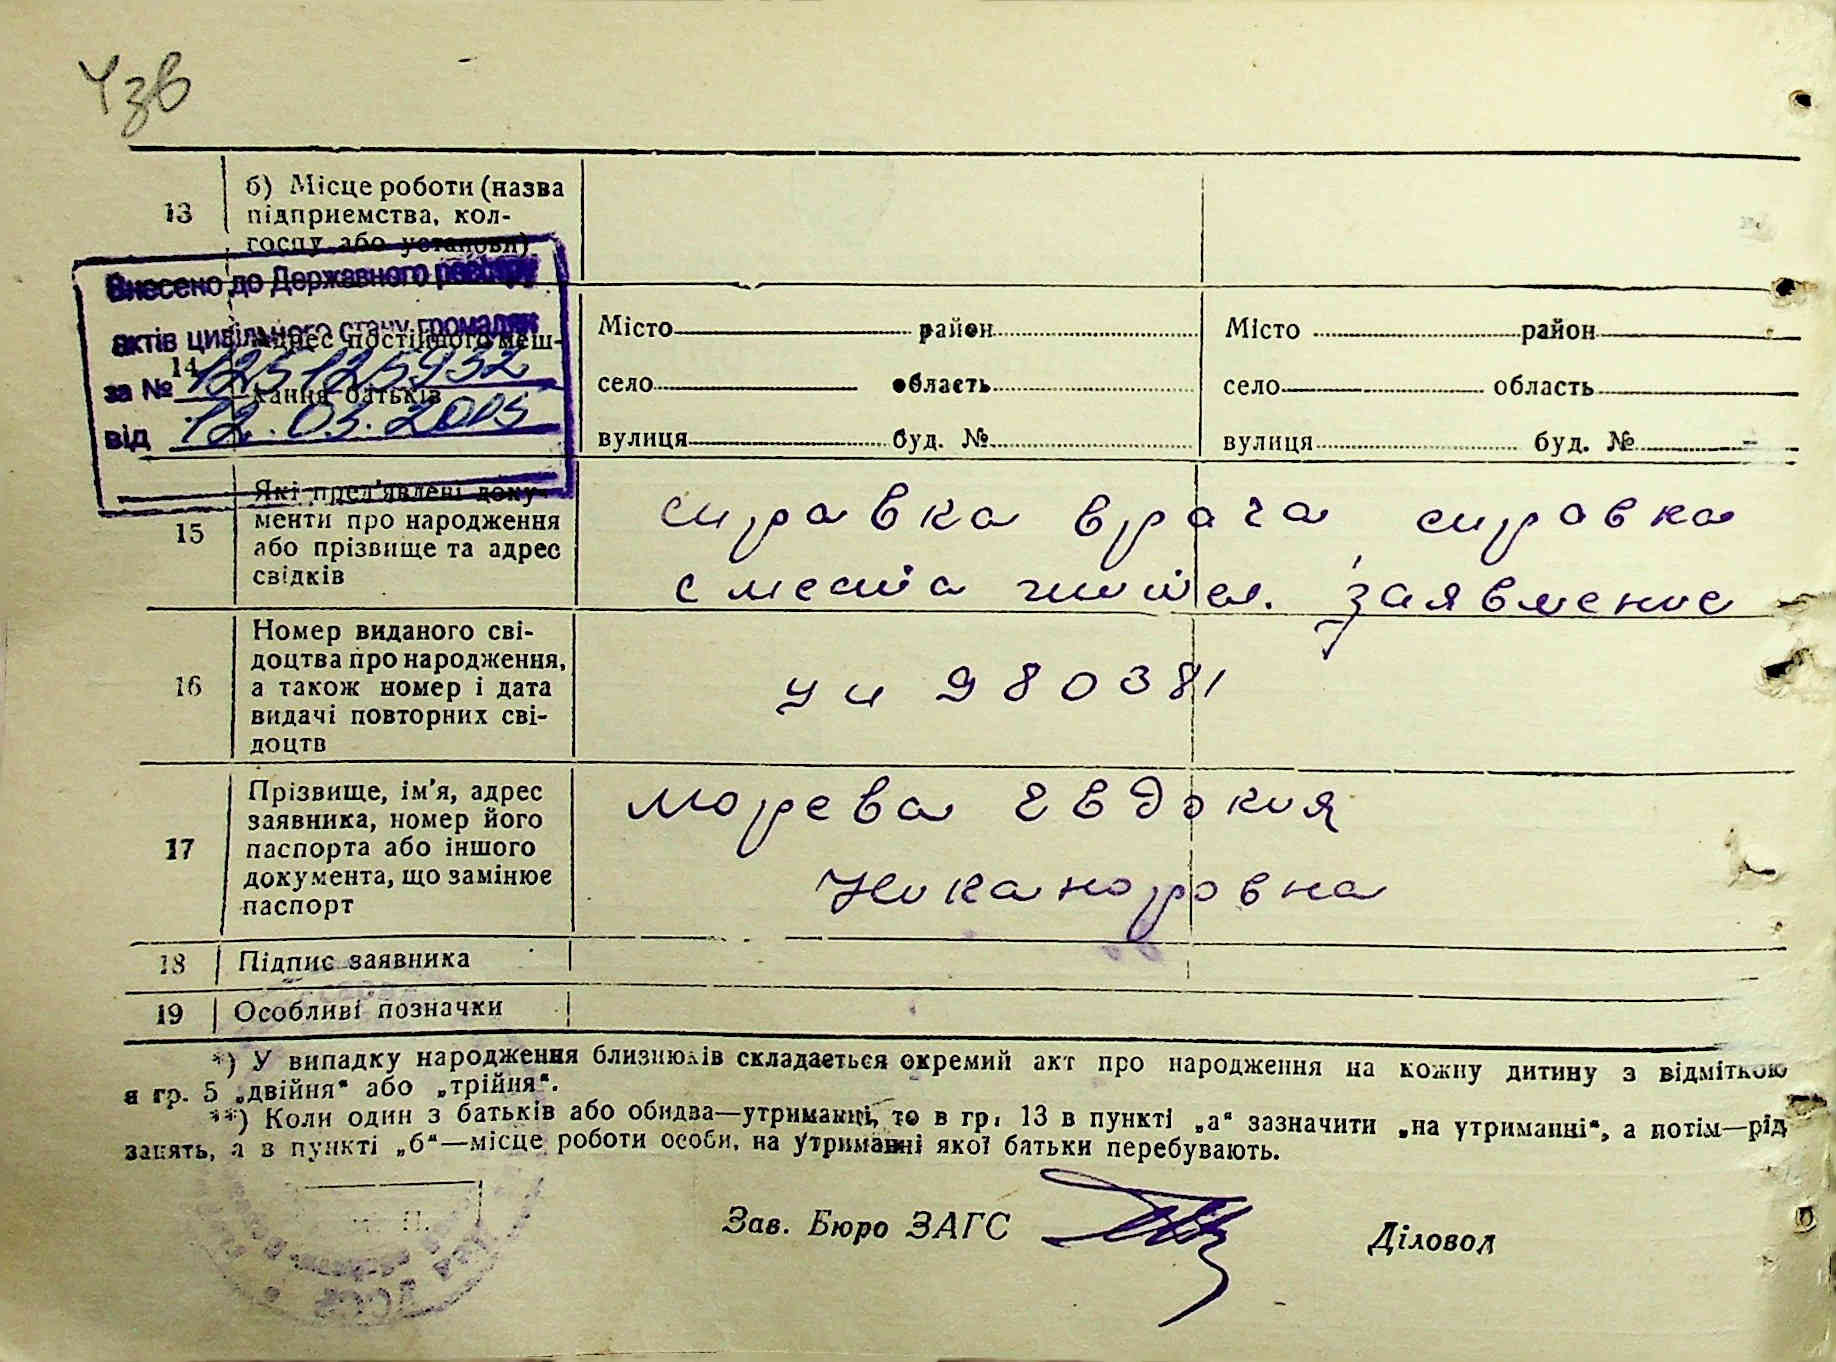 Узв
13
б) Місце роботи (назва
підприємства, кол-
госпу або установи)
Внесено до Державного реєстру
актів цивільного стану громадян
за № 125125932
від 12.03.2005
14
Адрес постійного меш-
кання батьків
Місто район Місто район
село область село область
вулиця буд. № вулиця буд. №
15
Які пред'явлені доку-
менти про народження
або прізвище та адрес
свідків
справка врача, справка
с места жител. заявление
16
Номер виданого сві-
доцтва про народження,
а також номер і дата
видачі повторних сві-
доцтв
уи 980381
17
Прізвище, ім'я, адрес
заявника, номер його
паспорта або іншого
документа, що замінює
паспорт
Морева Евдокия
Никаноровна
18 Підпис заявника
19 Особливі позначки
*) У випадку народження близнюків складається окремий акт про народження на кожну дитину з відміткою
в гр. 5 „двійня“ або „трійня“.
**) Коли один з батьків або обидва—утриманці, то в гр. 13 в пункті „а“ зазначити „на утриманні“, а потім—рід
занять, а в пункті „б“—місце роботи особи, на утриманні якої батьки перебувають.
Зав. Бюро ЗАГС Діловод